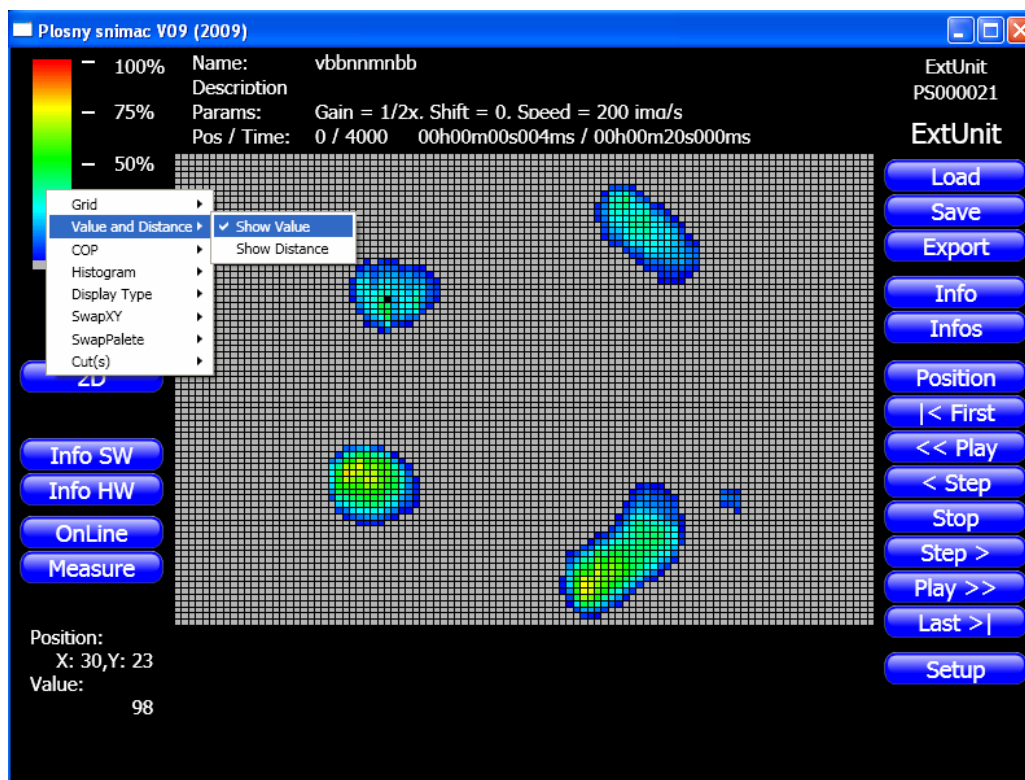 Plosny snimac V09 (2009)
100%
75%
50%
Name: vbbnnmnbb
Description
Params: Gain = 1/2x. Shift = 0. Speed = 200 img/s
Pos / Time: 0 / 4000 00h00m00s004ms / 00h00m20s000ms
ExtUnit
PS000021
ExtUnit
Load
Save
Export
Info
Infos
Position
|< First
<< Play
< Step
Stop
Step >
Play >>
Last >|
Setup
Grid
Value and Distance
COP
Histogram
Display Type
SwapXY
SwapPalete
Cut(s)
Show Value
Show Distance
2D
Info SW
Info HW
OnLine
Measure
Position:
X: 30,Y: 23
Value:
98